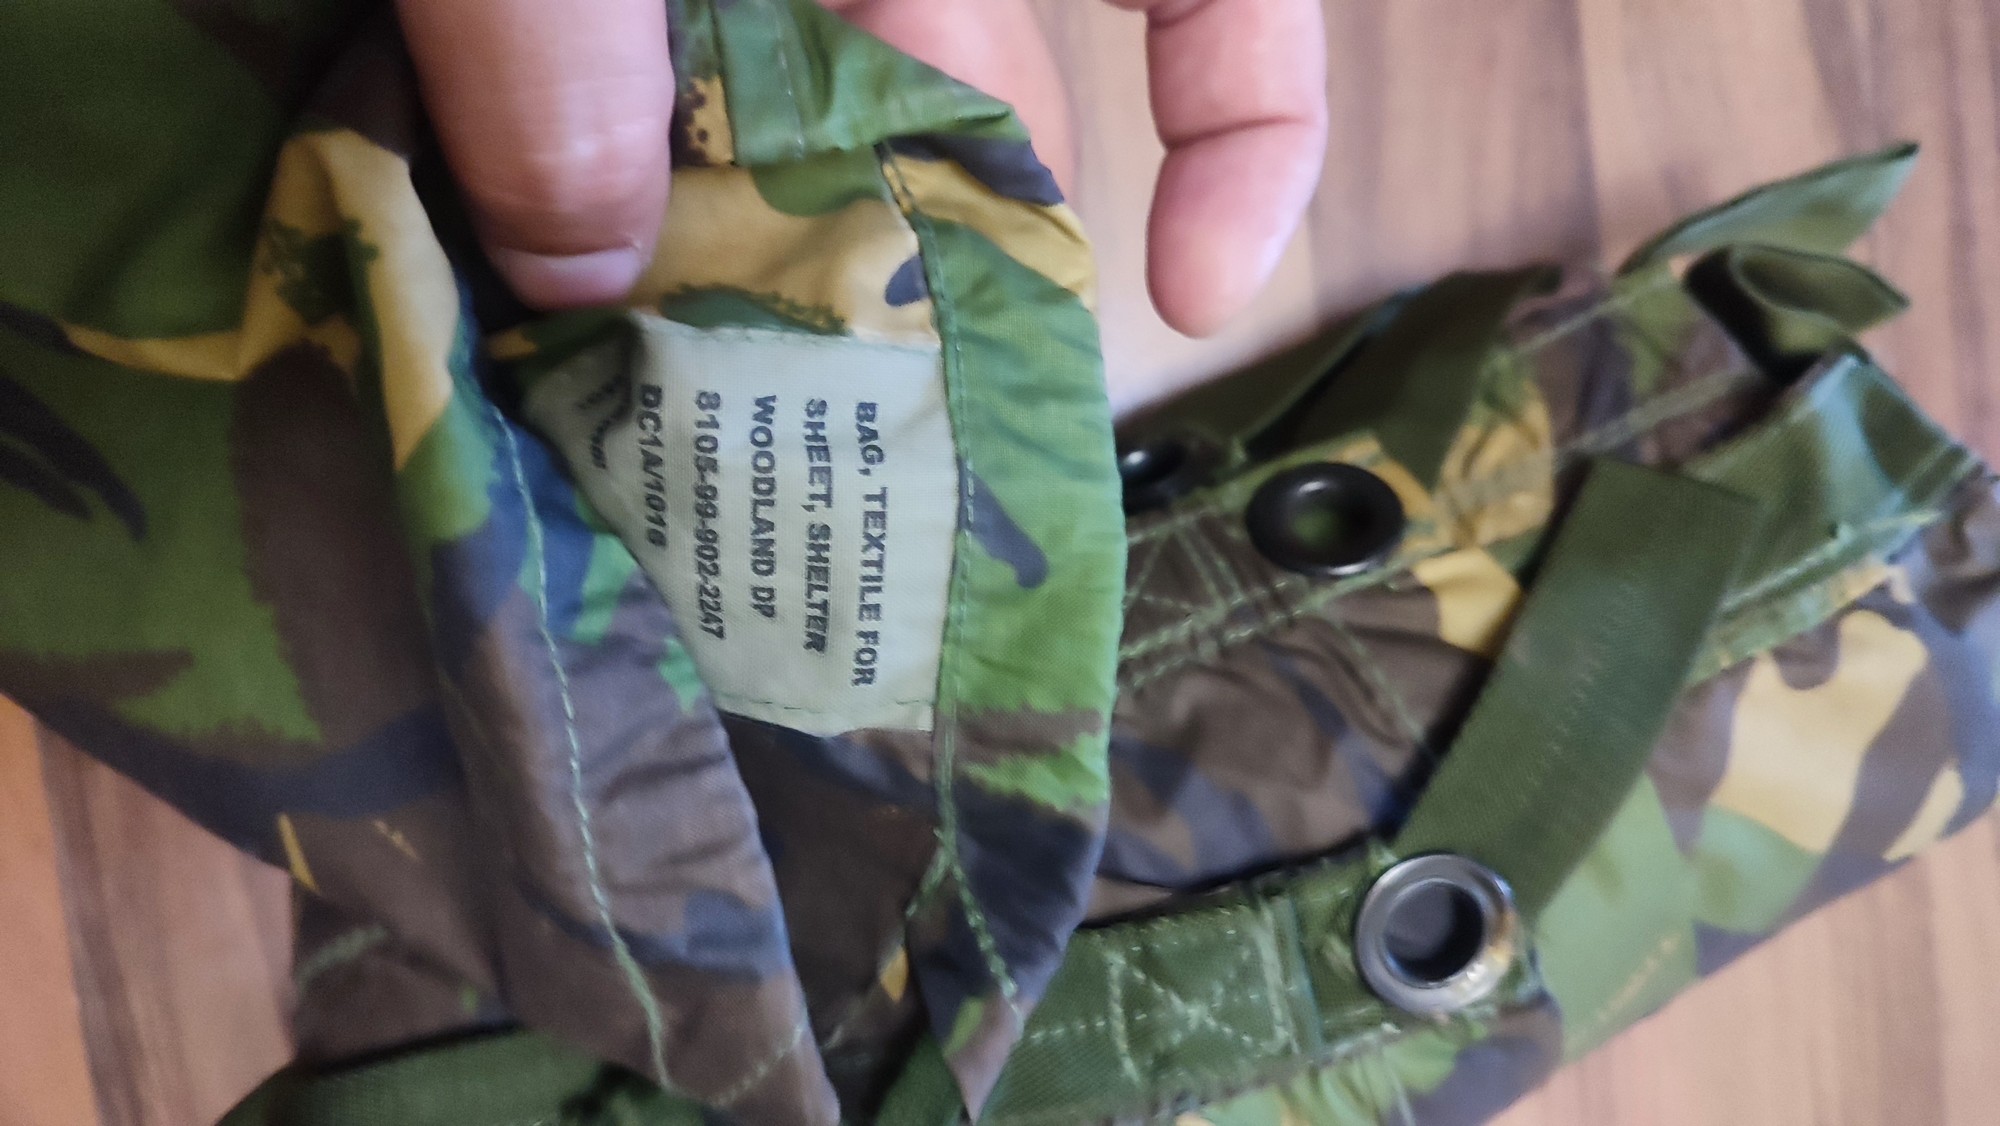 BAG, TEXTILE FOR
SHEET, SHELTER
WOODLAND DP
8105-99-902-2247
DC1A/1016